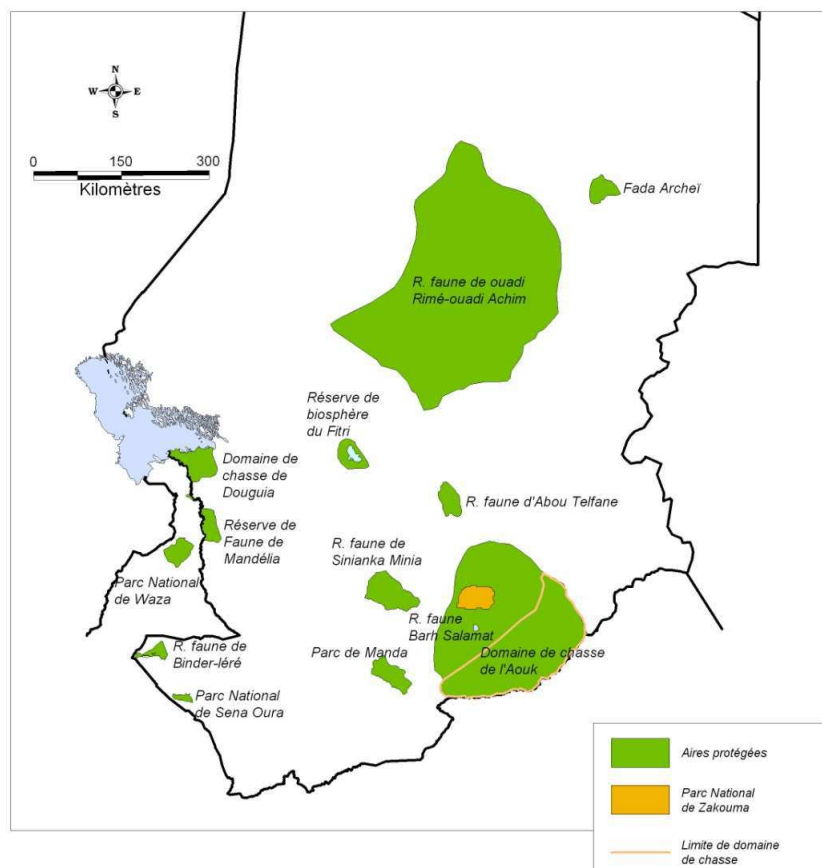 N
W E
S
0 150 300
Kilomètres
Fada Archeï
R. faune de ouadi
Rimé-ouadi Achim
Réserve de
biosphère
du Fitri
Domaine de
chasse de
Douguia
R. faune d'Abou Telfane
Réserve de
Faune de
Mandélia
R. faune de
Sinianka Minia
Parc National
de Waza
R. faune
Barh Salamat
R. faune de
Binder-léré
Parc de Manda
Domaine de chasse
de l'Aouk
Parc National
de Sena Oura
Aires protégées
Parc National
de Zakouma
Limite de domaine
de chasse